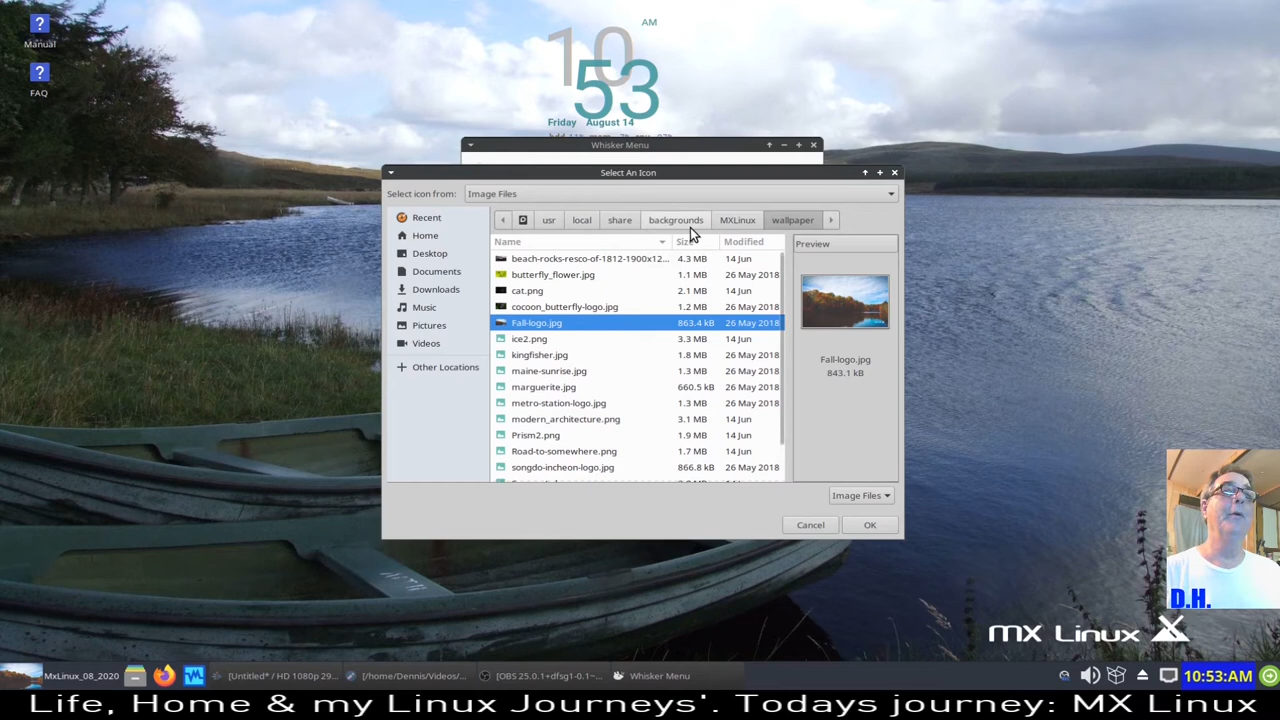 Manual
FAQ
AM
10
53
Friday August 14
Whisker Menu
Select An Icon
Select icon from: Image Files
Recent
Home
Desktop
Documents
Downloads
Music
Pictures
Videos
Other Locations
usr local share backgrounds MXLinux wallpaper
Name Size Modified
beach-rocks-resco-of-1812-1900x12... 4.3 MB 14 Jun
butterfly_flower.jpg 1.1 MB 26 May 2018
cat.png 2.1 MB 14 Jun
cocoon_butterfly-logo.jpg 1.2 MB 26 May 2018
Fall-logo.jpg 863.4 kB 26 May 2018
ice2.png 3.3 MB 14 Jun
kingfisher.jpg 1.8 MB 26 May 2018
maine-sunrise.jpg 1.3 MB 26 May 2018
marguerite.jpg 660.5 kB 26 May 2018
metro-station-logo.jpg 1.3 MB 26 May 2018
modern_architecture.png 3.1 MB 14 Jun
Prism2.png 1.9 MB 14 Jun
Road-to-somewhere.png 1.7 MB 14 Jun
songdo-incheon-logo.jpg 866.8 kB 26 May 2018
Preview
Fall-logo.jpg
843.1 kB
Image Files
Cancel OK
D.H.
MX Linux
MxLinux_08_2020 [Untitled* / HD 1080p 29... [/home/Dennis/Videos/... [OBS 25.0.1+dfsg1-0.1~... Whisker Menu 10:53:AM
Life, Home & my Linux Journeys'. Todays journey: MX Linux